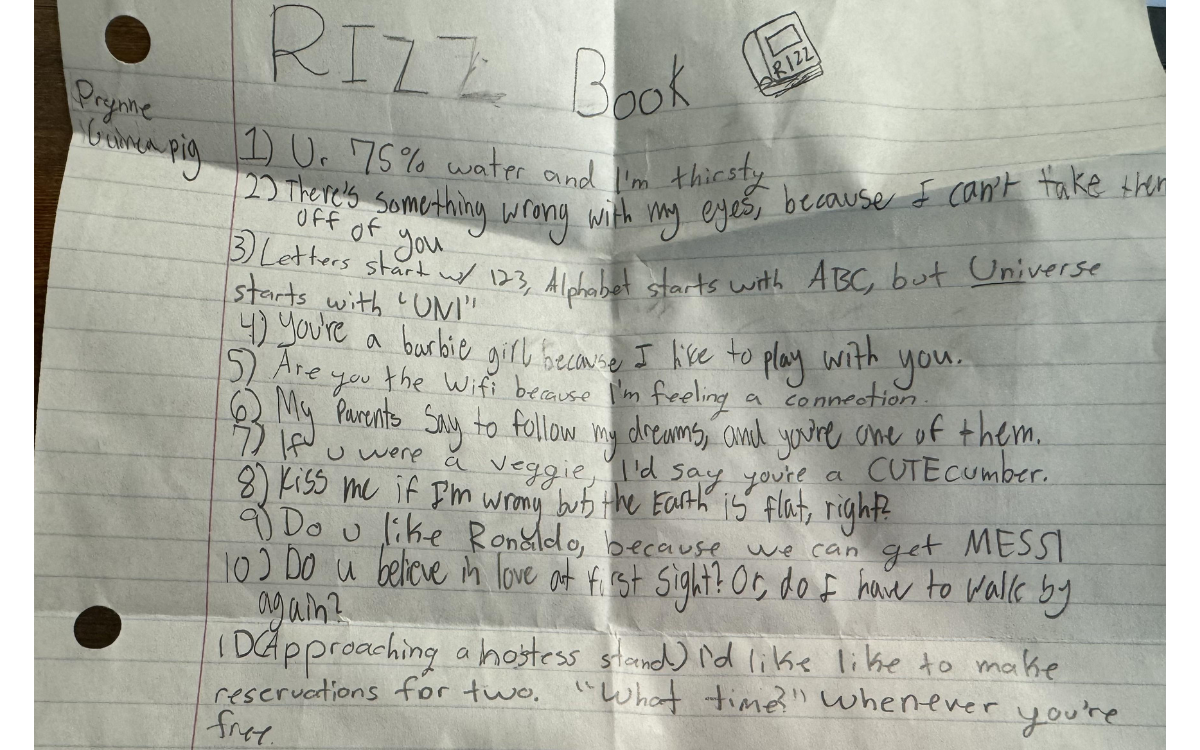 RIZZ Book
RIZZ
Prynne
Guinea pig
1) U. 75% water and I'm thirsty
2) There's something wrong with my eyes, because I can't take them
off of you
3) Letters start w/ 123, Alphabet starts with ABC, but Universe
starts with "UNI"
4) You're a barbie girl because I like to play with you.
5) Are you the Wifi because I'm feeling a connection.
6) My Parents Say to follow my dreams, and you're one of them.
7) If u were a veggie, I'd say you're a CUTEcumber.
8) Kiss me if I'm wrong but the Earth is flat, right?
9) Do u like Ronaldo, because we can get MESSI
10) Do u believe in love at first Sight? Or, do I have to walk by
again?
11) (Approaching a hostess stand) I'd like like to make
reservations for two. "What time?" Whenever you're
free.